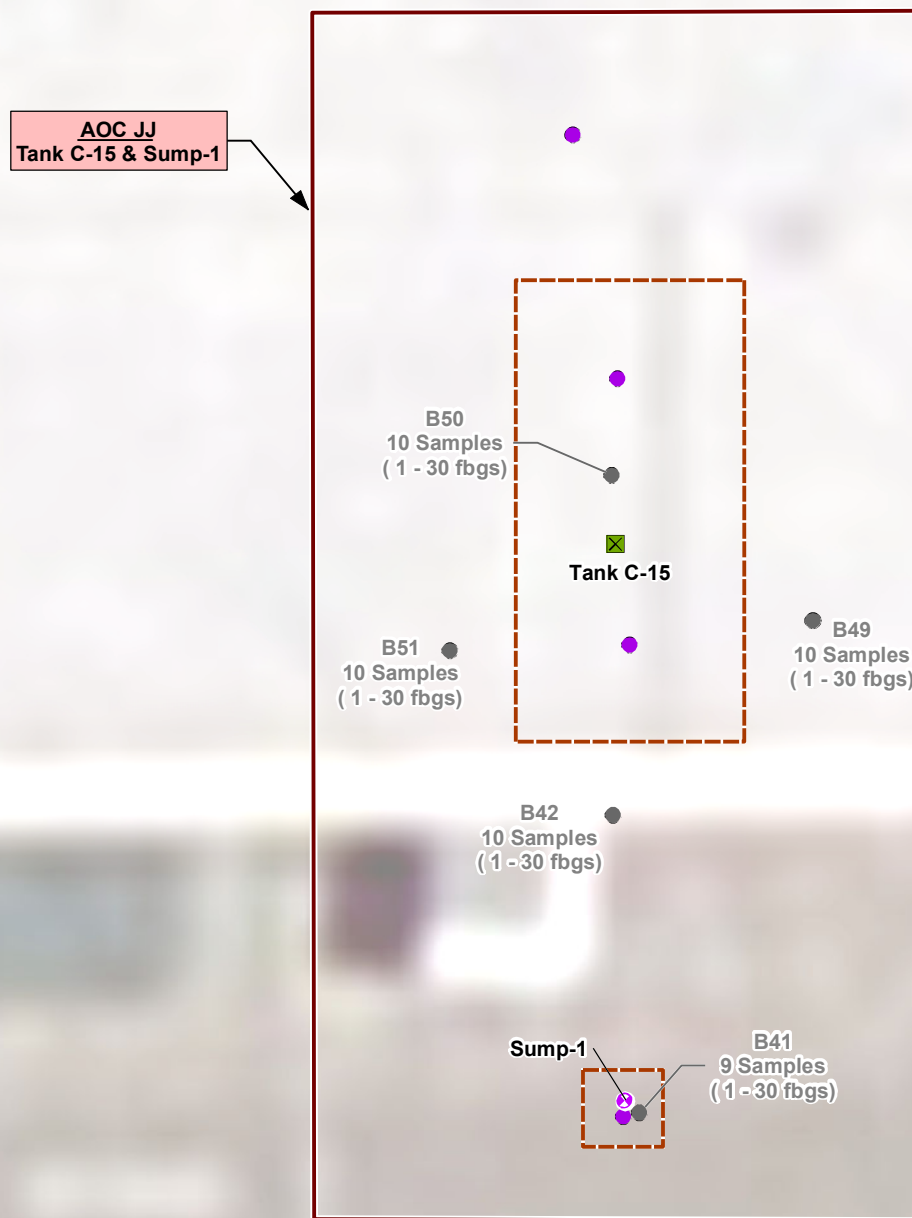 AOC JJ
Tank C-15 & Sump-1
B50
10 Samples
( 1 - 30 fbgs)
Tank C-15
B51
10 Samples
( 1 - 30 fbgs)
B49
10 Samples
( 1 - 30 fbgs)
B42
10 Samples
( 1 - 30 fbgs)
Sump-1
B41
9 Samples
( 1 - 30 fbgs)